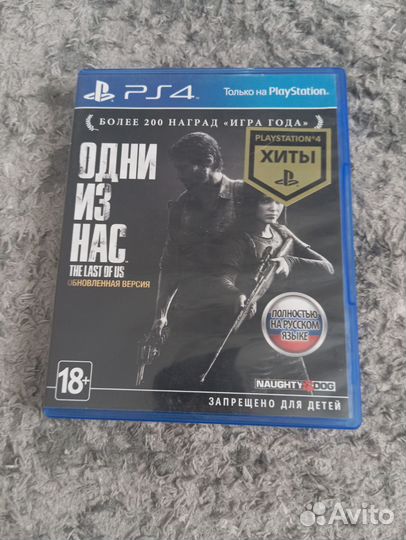 PS4
Только на PlayStation
БОЛЕЕ 200 НАГРАД «ИГРА ГОДА»
PLAYSTATION®4
ХИТЫ
ОДНИ
ИЗ
НАС
THE LAST OF US
ОБНОВЛЕННАЯ ВЕРСИЯ
ПОЛНОСТЬЮ
НА РУССКОМ
ЯЗЫКЕ
18+
NAUGHTY DOG
ЗАПРЕЩЕНО ДЛЯ ДЕТЕЙ
Avito